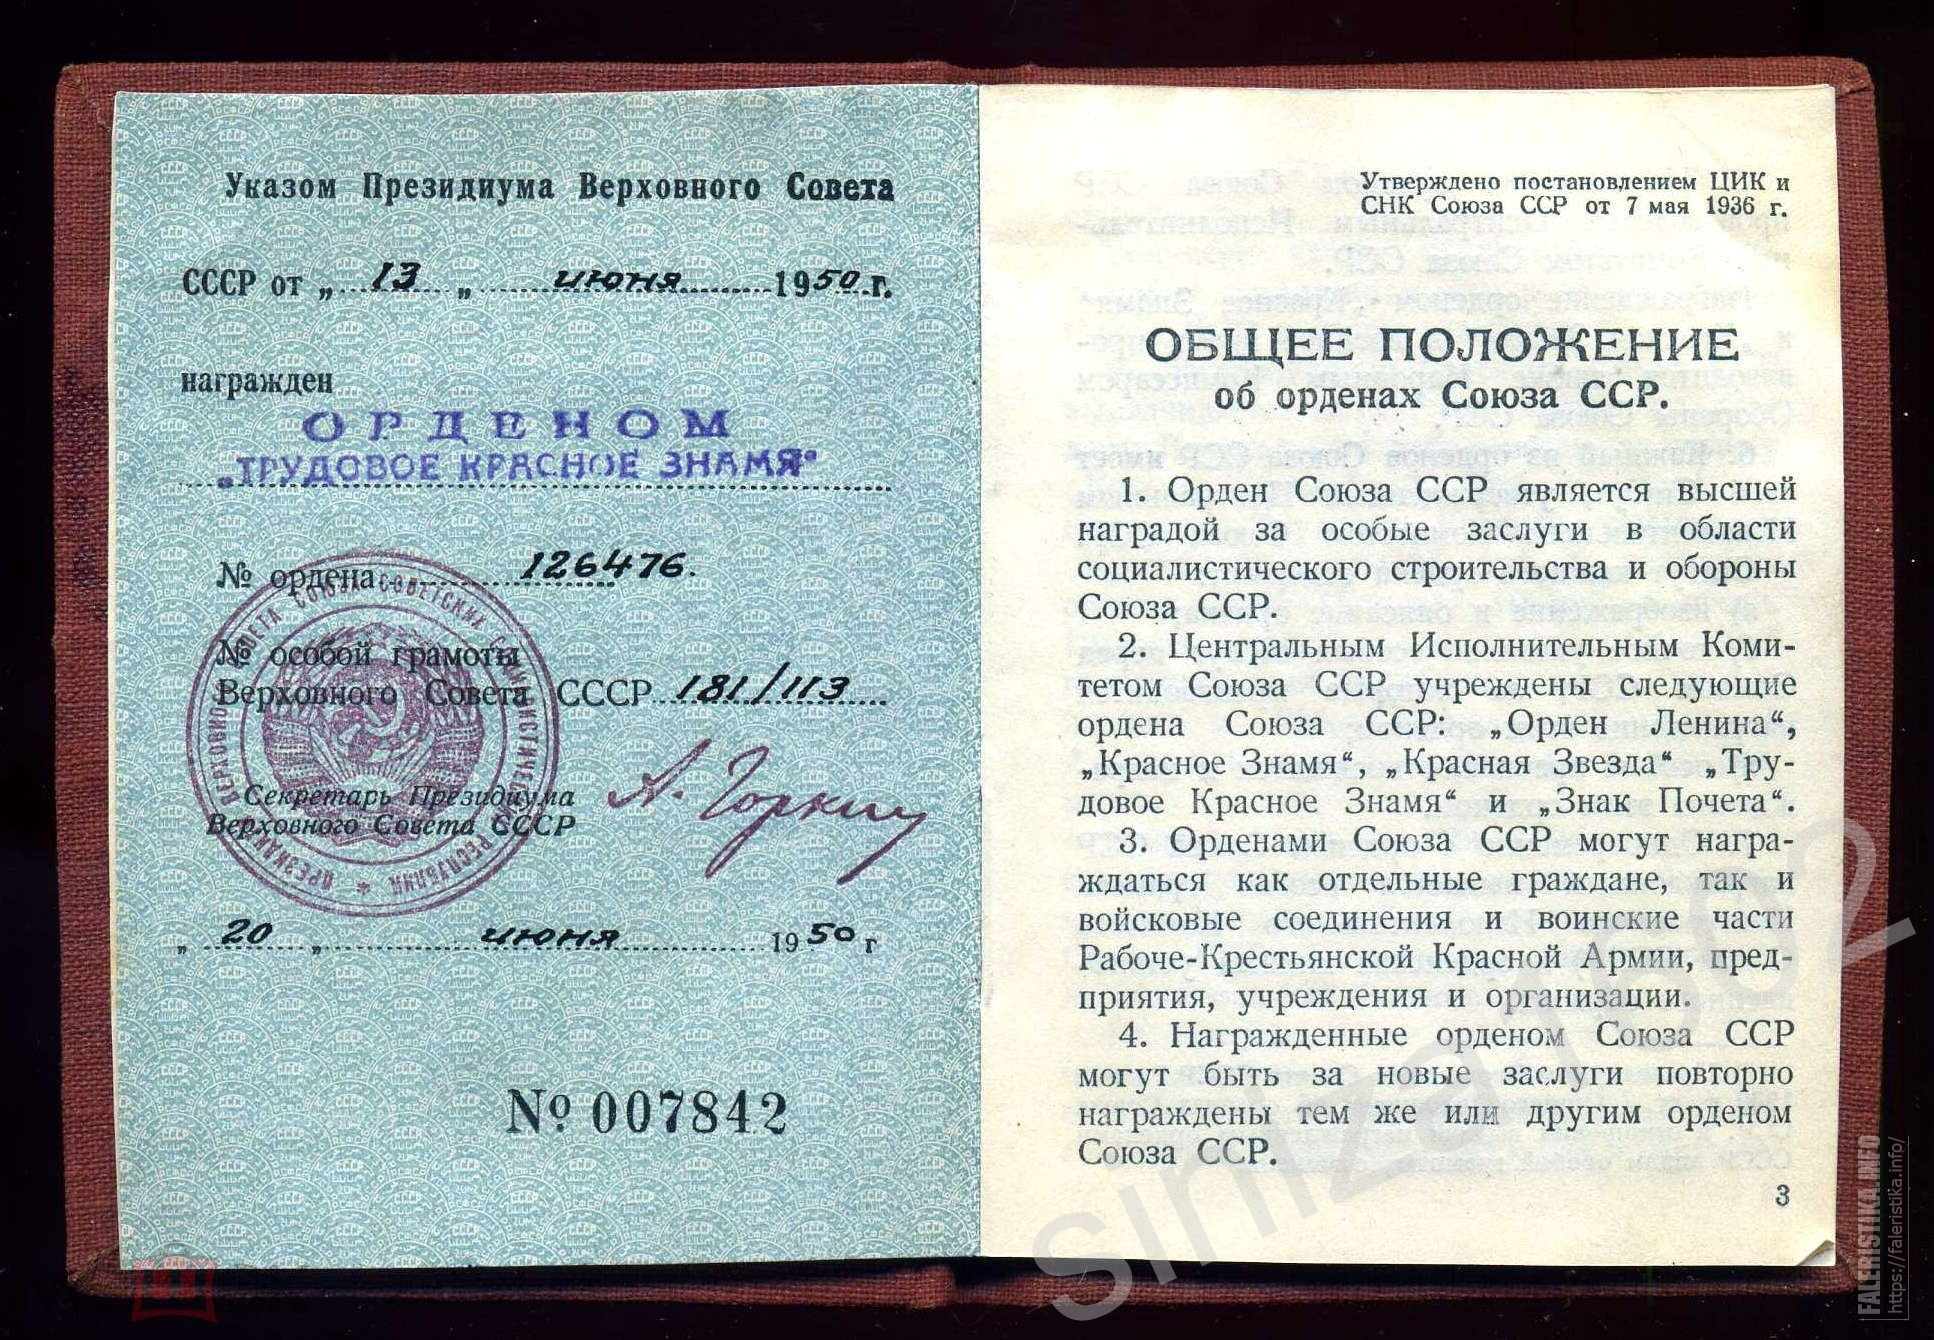 Указом Президиума Верховного Совета
СССР от „ 13 „ июня 1950 г.
награжден
ОРДЕНОМ
„ТРУДОВОЕ КРАСНОЕ ЗНАМЯ"
№ ордена 126476.
№ особой грамоты
Верховного Совета СССР 181/113
Секретарь Президиума
Верховного Совета СССР
А. Горкин
„ 20 „ июня 1950 г
№ 007842
Утверждено постановлением ЦИК и
СНК Союза ССР от 7 мая 1936 г.
ОБЩЕЕ ПОЛОЖЕНИЕ
об орденах Союза ССР.
1. Орден Союза ССР является высшей
наградой за особые заслуги в области
социалистического строительства и обороны
Союза ССР.
2. Центральным Исполнительным Коми-
тетом Союза ССР учреждены следующие
ордена Союза ССР: „Орден Ленина“,
„Красное Знамя“, „Красная Звезда“ „Тру-
довое Красное Знамя“ и „Знак Почета“.
3. Орденами Союза ССР могут награ-
ждаться как отдельные граждане, так и
войсковые соединения и воинские части
Рабоче-Крестьянской Красной Армии, пред-
приятия, учреждения и организации.
4. Награжденные орденом Союза ССР
могут быть за новые заслуги повторно
награждены тем же или другим орденом
Союза ССР.
3
simza1802
FALERISTIKA.INFO
https://faleristika.info/